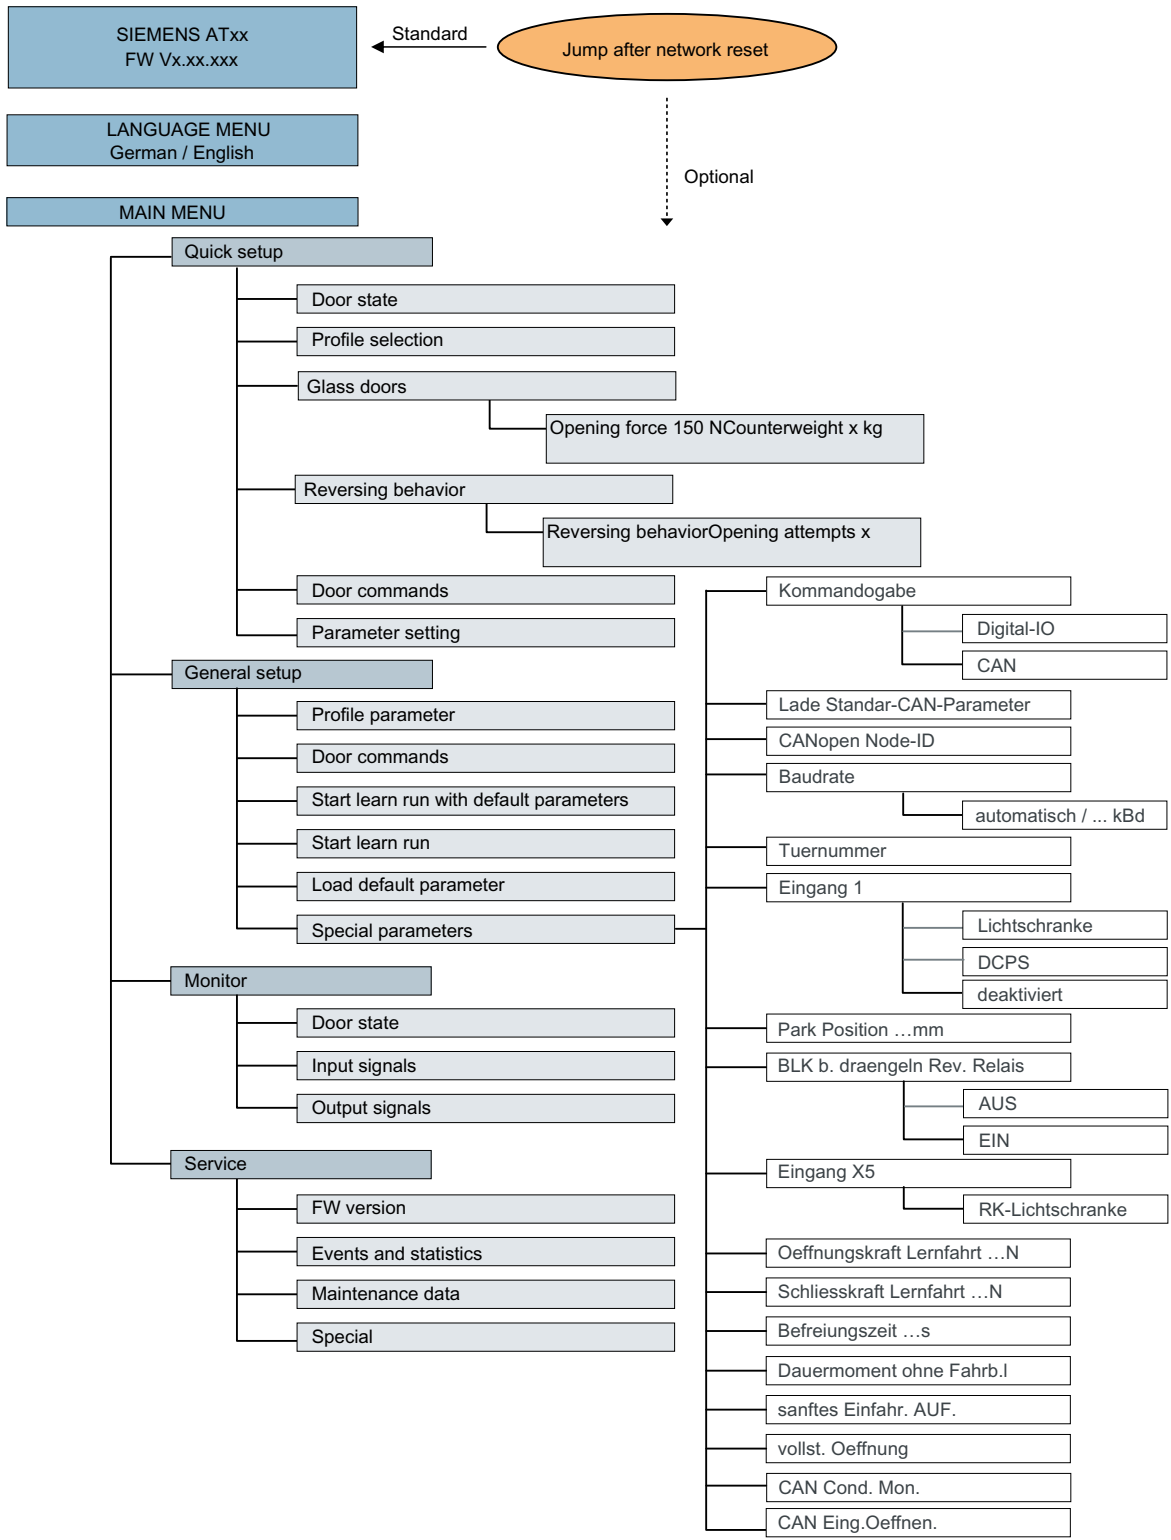 SIEMENS ATxx
FW Vx.xx.xxx
Standard
Jump after network reset
LANGUAGE MENU
German / English
Optional
MAIN MENU
Quick setup
Door state
Profile selection
Glass doors
Opening force 150 NCounterweight x kg
Reversing behavior
Reversing behaviorOpening attempts x
Door commands
Parameter setting
General setup
Profile parameter
Door commands
Start learn run with default parameters
Start learn run
Load default parameter
Special parameters
Kommandogabe
Digital-IO
CAN
Lade Standar-CAN-Parameter
CANopen Node-ID
Baudrate
automatisch / ... kBd
Tuernummer
Eingang 1
Lichtschranke
DCPS
deaktiviert
Park Position ...mm
BLK b. draengeln Rev. Relais
AUS
EIN
Eingang X5
RK-Lichtschranke
Oeffnungskraft Lernfahrt ...N
Schliesskraft Lernfahrt ...N
Befreiungszeit ...s
Dauermoment ohne Fahrb.l
sanftes Einfahr. AUF.
vollst. Oeffnung
CAN Cond. Mon.
CAN Eing.Oeffnen.
Monitor
Door state
Input signals
Output signals
Service
FW version
Events and statistics
Maintenance data
Special